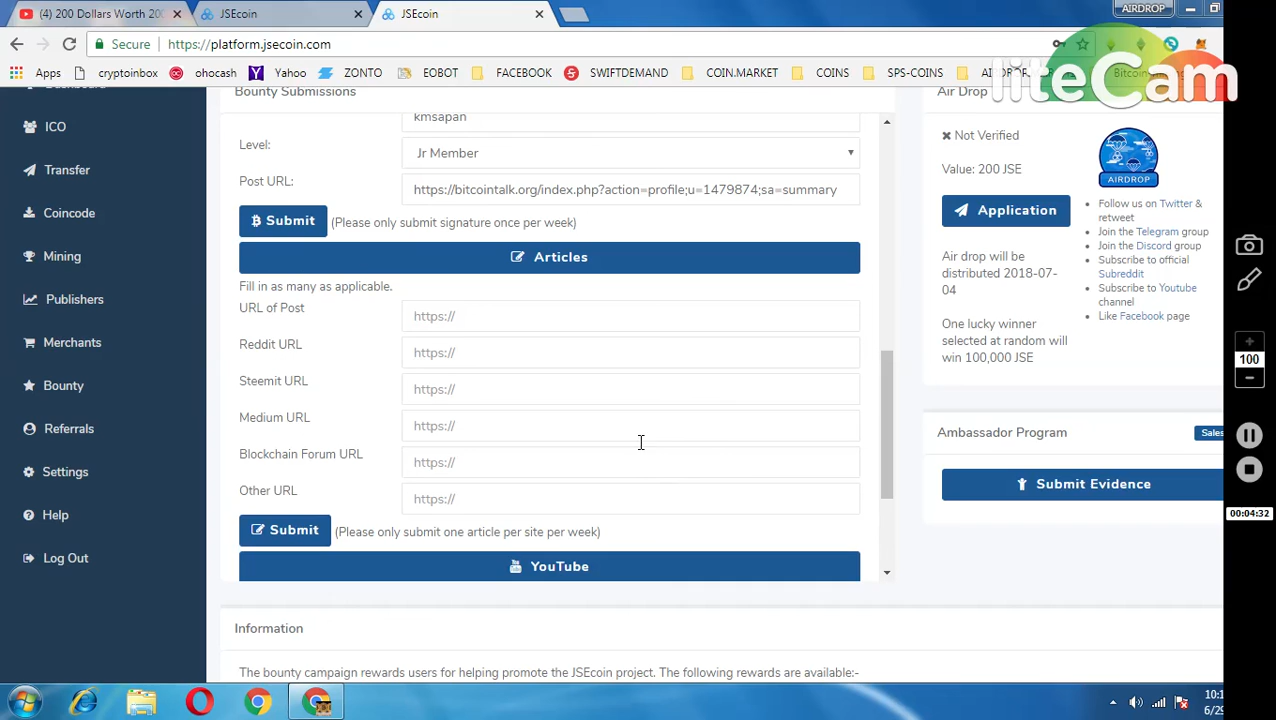 (4) 200 Dollars Worth 200
JSEcoin
JSEcoin
AIRDROP
Secure
https://platform.jsecoin.com
Apps
cryptoinbox
ohocash
Yahoo
ZONTO
EOBOT
FACEBOOK
SWIFTDEMAND
COIN.MARKET
COINS
SPS-COINS
liteCam
Dashboard
ICO
Transfer
Coincode
Mining
Publishers
Merchants
Bounty
Referrals
Settings
Help
Log Out
Bounty Submissions
kmsapan
Level:
Jr Member
Post URL:
https://bitcointalk.org/index.php?action=profile;u=1479874;sa=summary
Submit
(Please only submit signature once per week)
Articles
Fill in as many as applicable.
URL of Post
https://
Reddit URL
https://
Steemit URL
https://
Medium URL
https://
Blockchain Forum URL
https://
Other URL
https://
Submit
(Please only submit one article per site per week)
YouTube
Information
The bounty campaign rewards users for helping promote the JSEcoin project. The following rewards are available:-
Air Drop
Not Verified
Value: 200 JSE
Application
Air drop will be
distributed 2018-07-
04
One lucky winner
selected at random will
win 100,000 JSE
AIRDROP
Follow us on Twitter &
retweet
Join the Telegram group
Join the Discord group
Subscribe to official
Subreddit
Subscribe to Youtube
channel
Like Facebook page
Ambassador Program
Sales
Submit Evidence
100
00:04:32
10:1
6/29